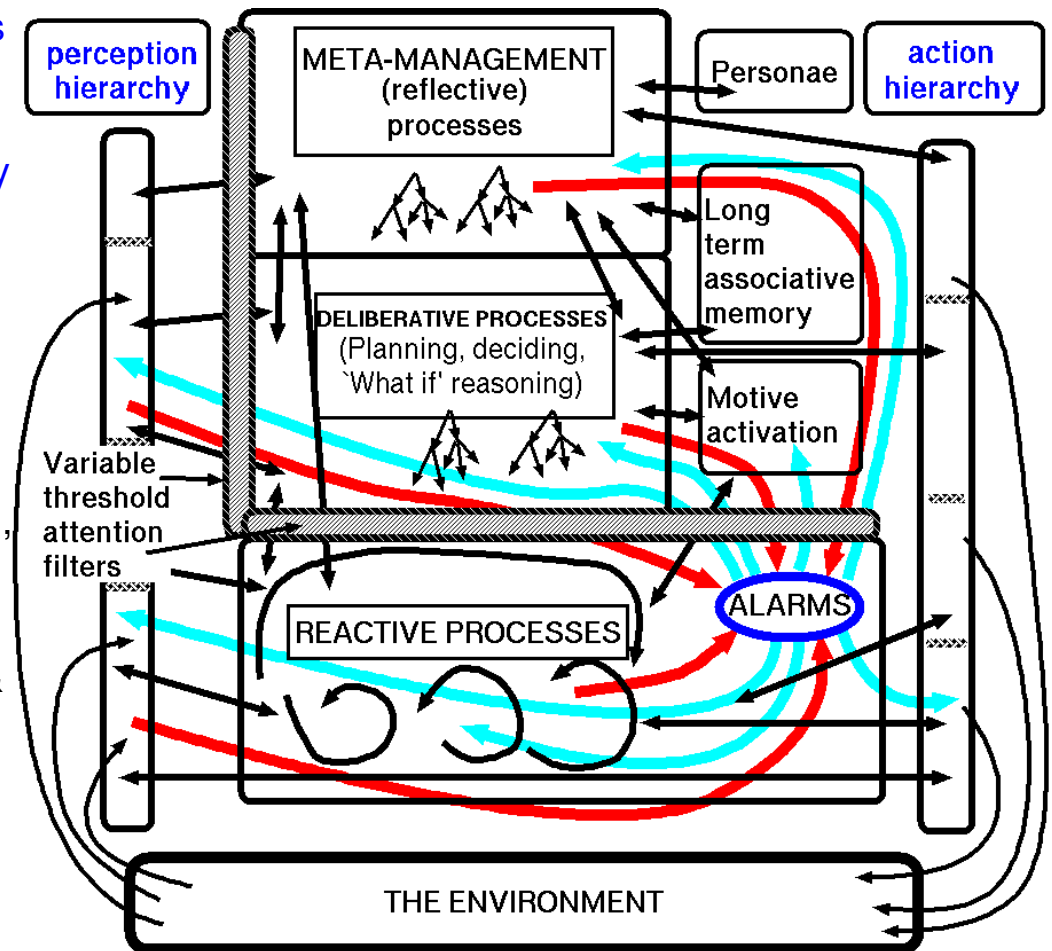 perception
hierarchy
META-MANAGEMENT
(reflective)
processes
Personae
action
hierarchy
Long
term
associative
memory
DELIBERATIVE PROCESSES
(Planning, deciding,
`What if' reasoning)
Motive
activation
Variable
threshold
attention
filters
ALARMS
REACTIVE PROCESSES
THE ENVIRONMENT